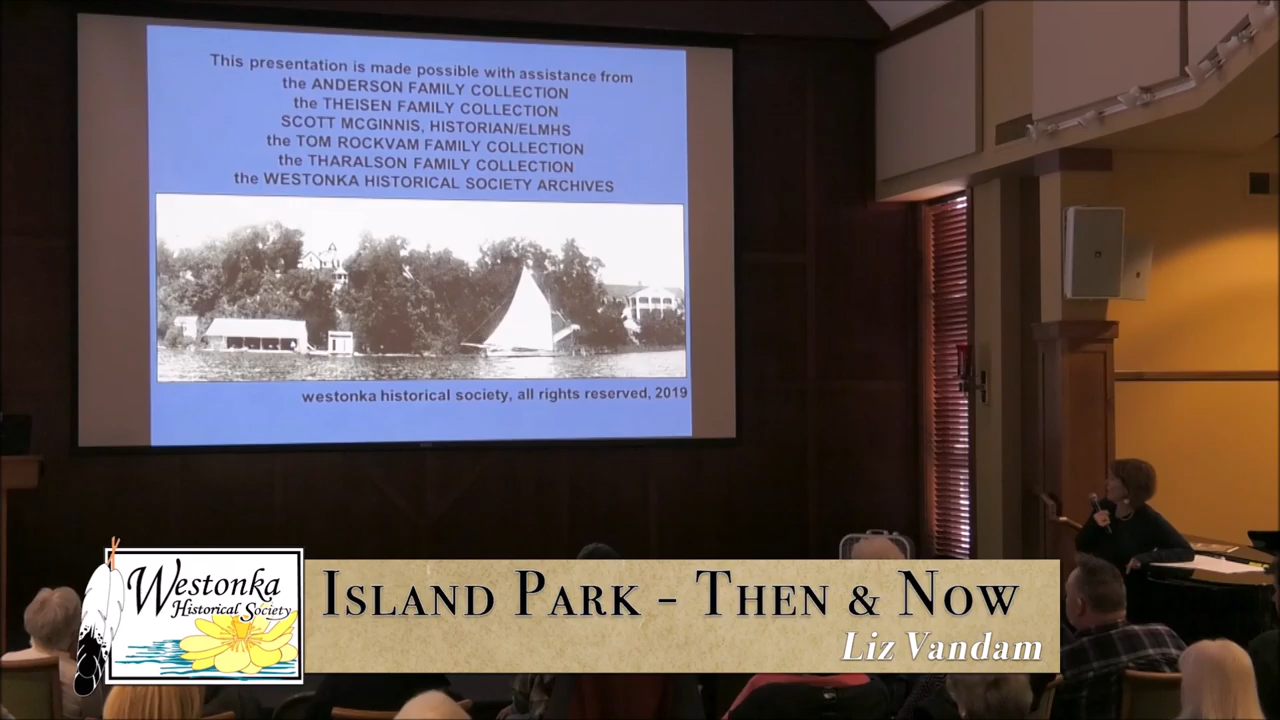 This presentation is made possible with assistance from
the ANDERSON FAMILY COLLECTION
the THEISEN FAMILY COLLECTION
SCOTT MCGINNIS, HISTORIAN/ELMHS
the TOM ROCKVAM FAMILY COLLECTION
the THARALSON FAMILY COLLECTION
the WESTONKA HISTORICAL SOCIETY ARCHIVES
westonka historical society, all rights reserved, 2019
Westonka
Historical Society
Island Park - Then & Now
Liz Vandam